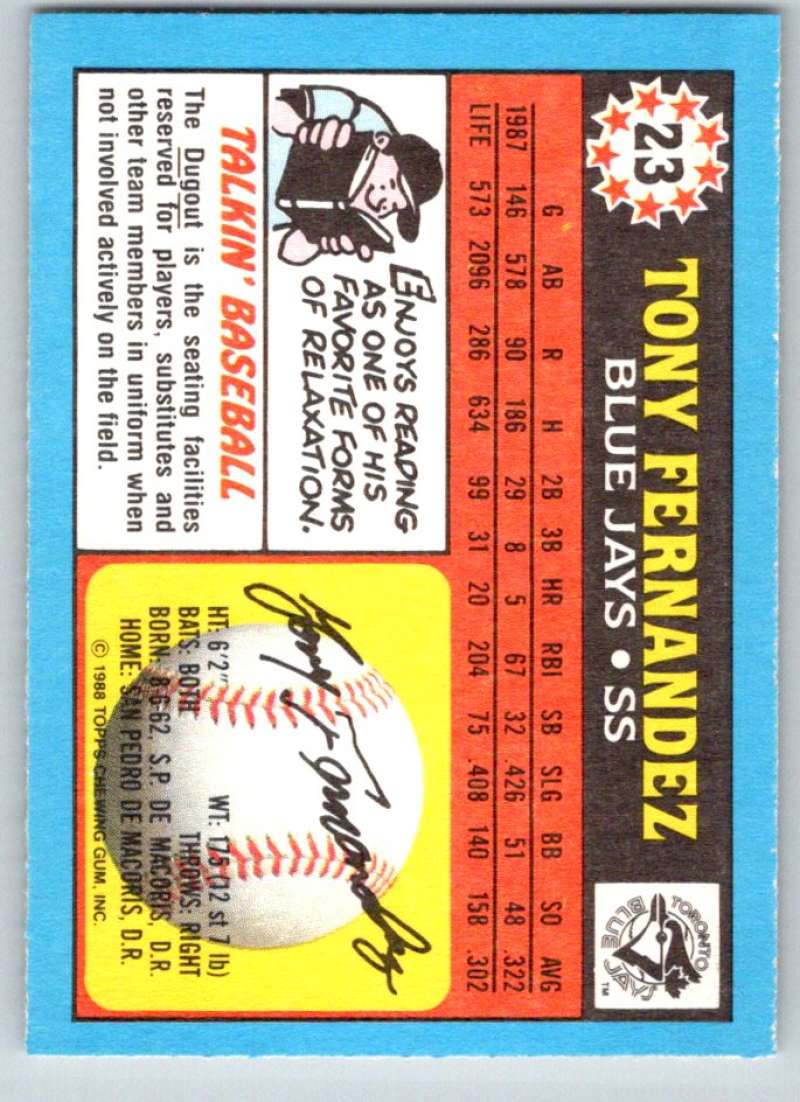 23
TONY FERNANDEZ
BLUE JAYS • SS
TORONTO
BLUE JAYS
TM
G AB R H 2B 3B HR RBI SB SLG BB SO AVG
1987 146 578 90 186 29 8 5 67 32 .426 51 48 .322
LIFE 573 2096 286 634 99 31 20 204 75 .408 140 158 .302
ENJOYS READING
AS ONE OF HIS
FAVORITE FORMS
OF RELAXATION.
TALKIN' BASEBALL
The Dugout is the seating facilities
reserved for players, substitutes and
other team members in uniform when
not involved actively on the field.
Tony Fernandez
HT: 6'2" WT: 175 (12 st 7 lb)
BATS: BOTH THROWS: RIGHT
BORN: 8-6-62, S.P. DE MACORIS, D.R.
HOME: SAN PEDRO DE MACORIS, D.R.
© 1988 TOPPS CHEWING GUM, INC.